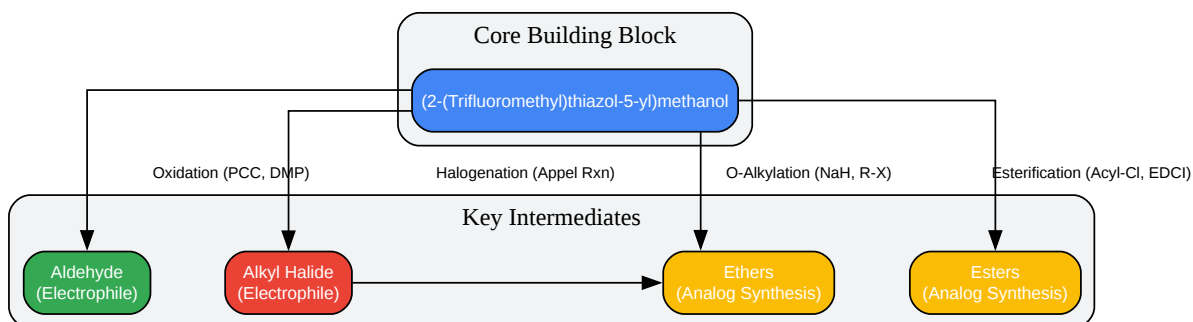 Core Building Block
(2-(Trifluoromethyl)thiazol-5-yl)methanol
Oxidation (PCC, DMP)
Halogenation (Appel Rxn)
O-Alkylation (NaH, R-X)
Esterification (Acyl-Cl, EDCI)
Key Intermediates
Aldehyde
(Electrophile)
Alkyl Halide
(Electrophile)
Ethers
(Analog Synthesis)
Esters
(Analog Synthesis)